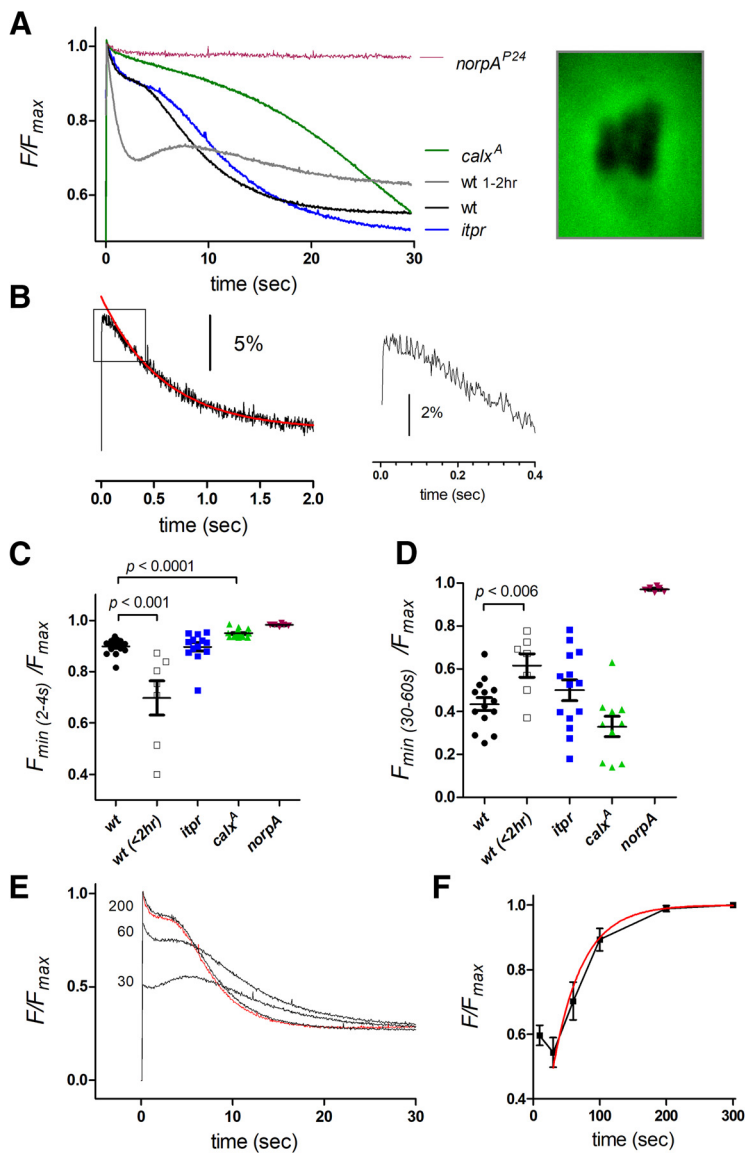 A
F/Fmax
1.0
0.8
0.6
0
10
20
30
time (sec)
norpA^P24
calx^A
wt 1-2hr
wt
itpr
B
5%
0.0 0.5 1.0 1.5 2.0
time (sec)
2%
0.0 0.2 0.4
time (sec)
C
p < 0.0001
p < 0.001
Fmin (2-4s) /Fmax
1.0
0.8
0.6
0.4
wt
wt (<2hr)
itpr
calx^A
norpA
D
p < 0.006
Fmin (30-60s) /Fmax
1.0
0.8
0.6
0.4
0.2
0.0
wt
wt (<2hr)
itpr
calx^A
norpA
E
F/Fmax
1.0
0.5
0.0
200
60
30
0 10 20 30
time (sec)
F
F/Fmax
1.0
0.8
0.6
0.4
0 100 200 300
time (sec)